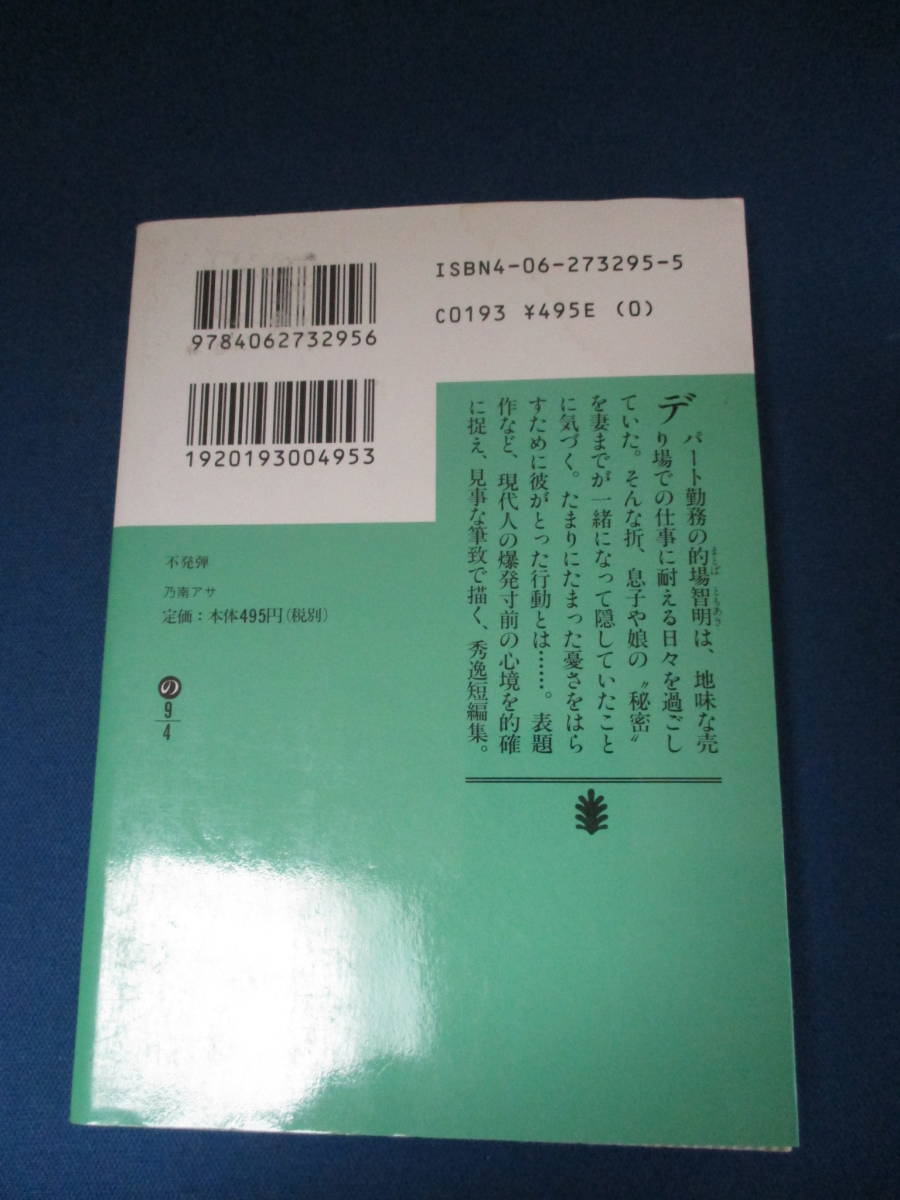 ISBN4-06-273295-5
C0193 ¥495E (0)
9784062732956
1920193004953
デパート勤務の的場智明は、地味な売
り場での仕事に耐える日々を過ごし
ていた。そんな折、息子や娘の〝秘密〟
を妻までが一緒になって隠していたこと
に気づく。たまりにたまった憂さをはら
すために彼がとった行動とは……。表題
作など、現代人の爆発寸前の心境を的確
に捉え、見事な筆致で描く、秀逸短編集。
まとば ともあき
不発弾
乃南アサ
定価：本体495円(税別)
の
9
4